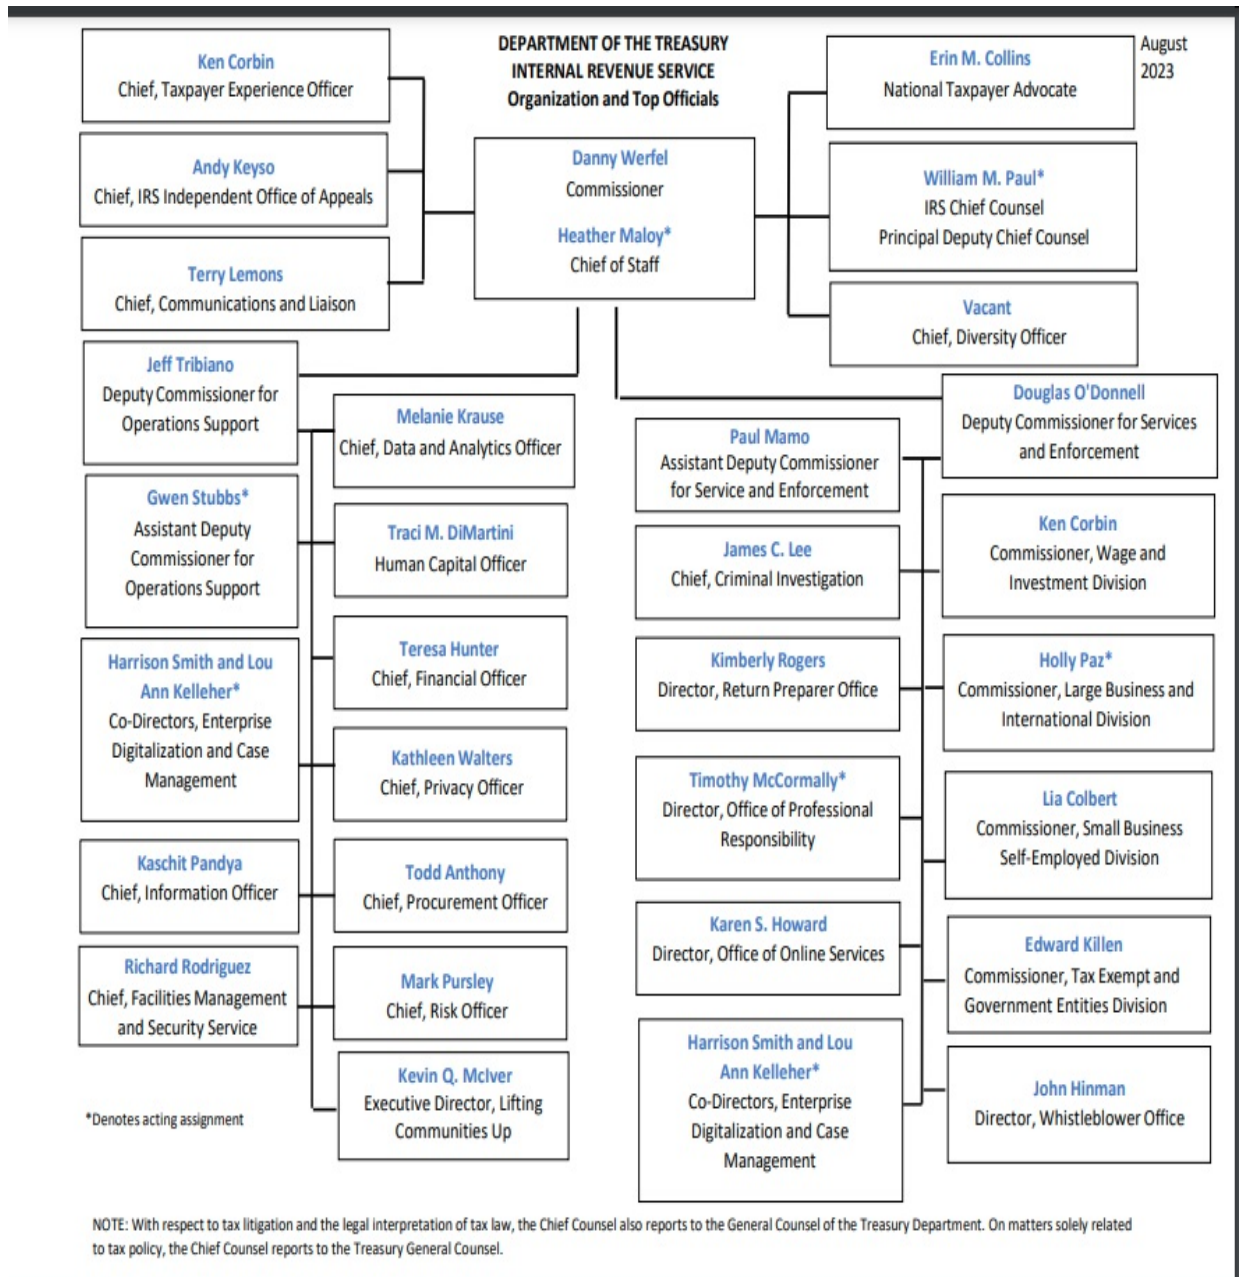 DEPARTMENT OF THE TREASURY
INTERNAL REVENUE SERVICE
Organization and Top Officials
August
2023
Ken Corbin
Chief, Taxpayer Experience Officer
Andy Keyso
Chief, IRS Independent Office of Appeals
Terry Lemons
Chief, Communications and Liaison
Danny Werfel
Commissioner
Heather Maloy*
Chief of Staff
Erin M. Collins
National Taxpayer Advocate
William M. Paul*
IRS Chief Counsel
Principal Deputy Chief Counsel
Vacant
Chief, Diversity Officer
Jeff Tribiano
Deputy Commissioner for
Operations Support
Gwen Stubbs*
Assistant Deputy
Commissioner for
Operations Support
Harrison Smith and Lou
Ann Kelleher*
Co-Directors, Enterprise
Digitalization and Case
Management
Kaschit Pandya
Chief, Information Officer
Richard Rodriguez
Chief, Facilities Management
and Security Service
Melanie Krause
Chief, Data and Analytics Officer
Traci M. DiMartini
Human Capital Officer
Teresa Hunter
Chief, Financial Officer
Kathleen Walters
Chief, Privacy Officer
Todd Anthony
Chief, Procurement Officer
Mark Pursley
Chief, Risk Officer
Kevin Q. McIver
Executive Director, Lifting
Communities Up
Paul Mamo
Assistant Deputy Commissioner
for Service and Enforcement
James C. Lee
Chief, Criminal Investigation
Kimberly Rogers
Director, Return Preparer Office
Timothy McCormally*
Director, Office of Professional
Responsibility
Karen S. Howard
Director, Office of Online Services
Harrison Smith and Lou
Ann Kelleher*
Co-Directors, Enterprise
Digitalization and Case
Management
Douglas O'Donnell
Deputy Commissioner for Services
and Enforcement
Ken Corbin
Commissioner, Wage and
Investment Division
Holly Paz*
Commissioner, Large Business and
International Division
Lia Colbert
Commissioner, Small Business
Self-Employed Division
Edward Killen
Commissioner, Tax Exempt and
Government Entities Division
John Hinman
Director, Whistleblower Office
*Denotes acting assignment
NOTE: With respect to tax litigation and the legal interpretation of tax law, the Chief Counsel also reports to the General Counsel of the Treasury Department. On matters solely related
to tax policy, the Chief Counsel reports to the Treasury General Counsel.